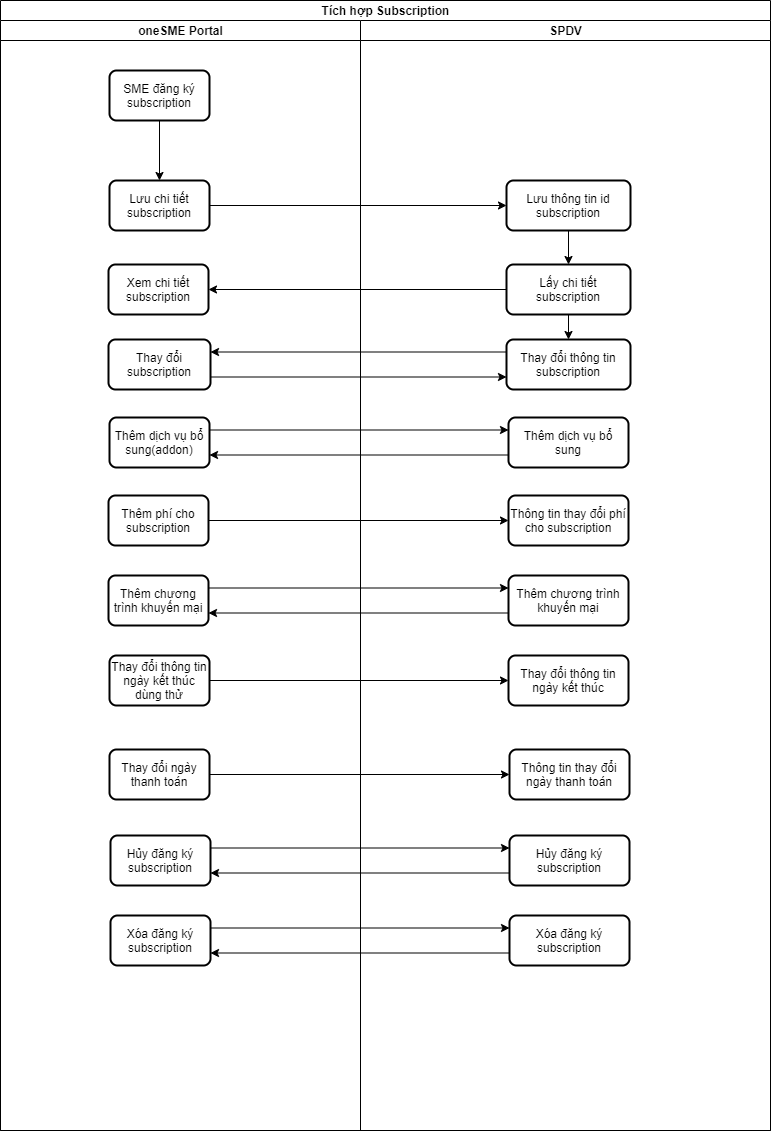 Tích hợp Subscription
oneSME Portal
SPDV
SME đăng ký
subscription
Lưu chi tiết
subscription
Lưu thông tin id
subscription
Xem chi tiết
subscription
Lấy chi tiết
subscription
Thay đổi
subscription
Thay đổi thông tin
subscription
Thêm dịch vụ bổ
sung(addon)
Thêm dịch vụ bổ
sung
Thêm phí cho
subscription
Thông tin thay đổi phí
cho subscription
Thêm chương
trình khuyến mại
Thêm chương trình
khuyến mại
Thay đổi thông tin
ngày kết thúc
dùng thử
Thay đổi thông tin
ngày kết thúc
Thay đổi ngày
thanh toán
Thông tin thay đổi
ngày thanh toán
Hủy đăng ký
subscription
Hủy đăng ký
subscription
Xóa đăng ký
subscription
Xóa đăng ký
subscription